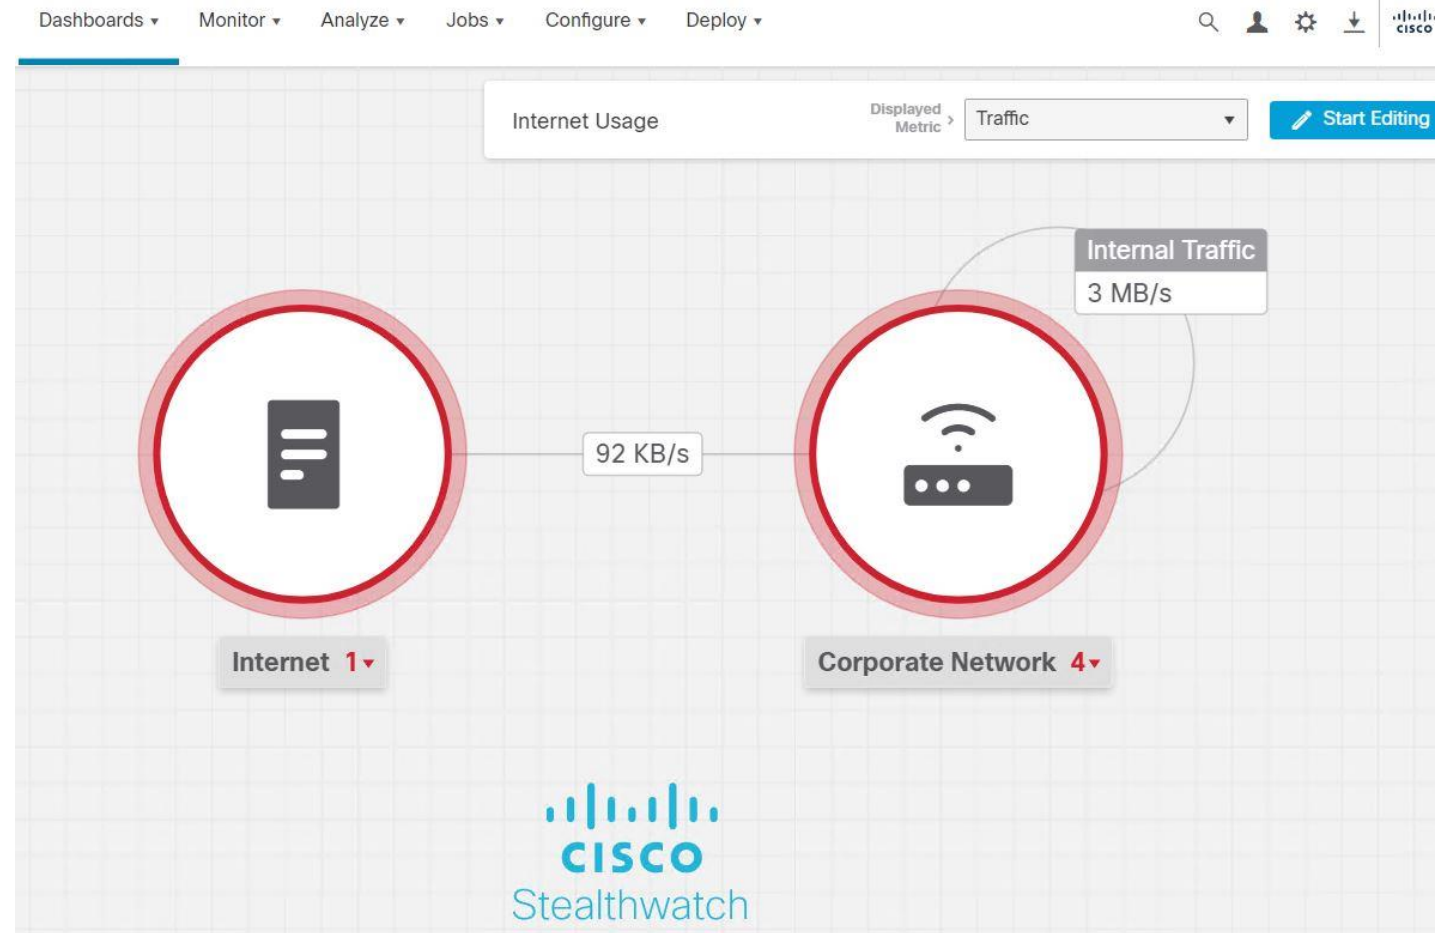 Dashboards Monitor Analyze Jobs Configure Deploy
cisco
Internet Usage
Displayed
Metric
Traffic
Start Editing
Internal Traffic
3 MB/s
92 KB/s
Internet 1
Corporate Network 4
cisco
Stealthwatch